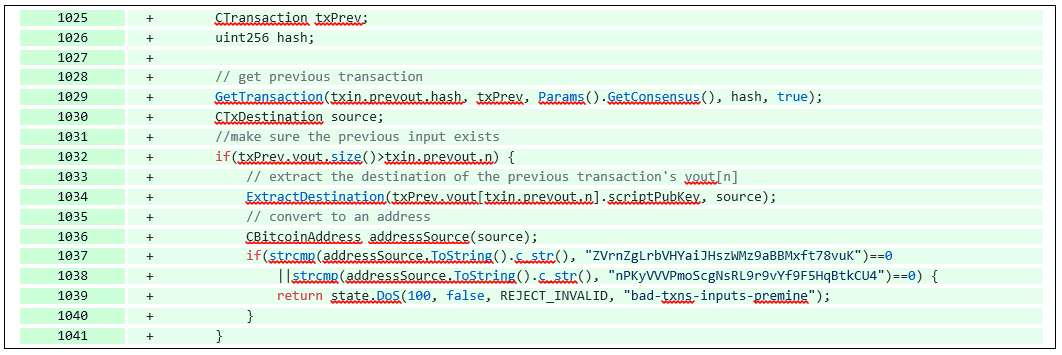 1025 + CTransaction txPrev;
1026 + uint256 hash;
1027 +
1028 + // get previous transaction
1029 + GetTransaction(txin.prevout.hash, txPrev, Params().GetConsensus(), hash, true);
1030 + CTxDestination source;
1031 + //make sure the previous input exists
1032 + if(txPrev.vout.size()>txin.prevout.n) {
1033 + // extract the destination of the previous transaction's vout[n]
1034 + ExtractDestination(txPrev.vout[txin.prevout.n].scriptPubKey, source);
1035 + // convert to an address
1036 + CBitcoinAddress addressSource(source);
1037 + if(strcmp(addressSource.ToString().c_str(), "ZVrnZgLrbVHYaiJHszWMz9aBBMxft78vuK")==0
1038 + ||strcmp(addressSource.ToString().c_str(), "nPKyVVVPmoScgNsRL9r9vYf9F5HqBtkCU4")==0) {
1039 + return state.DoS(100, false, REJECT_INVALID, "bad-txns-inputs-premine");
1040 + }
1041 + }